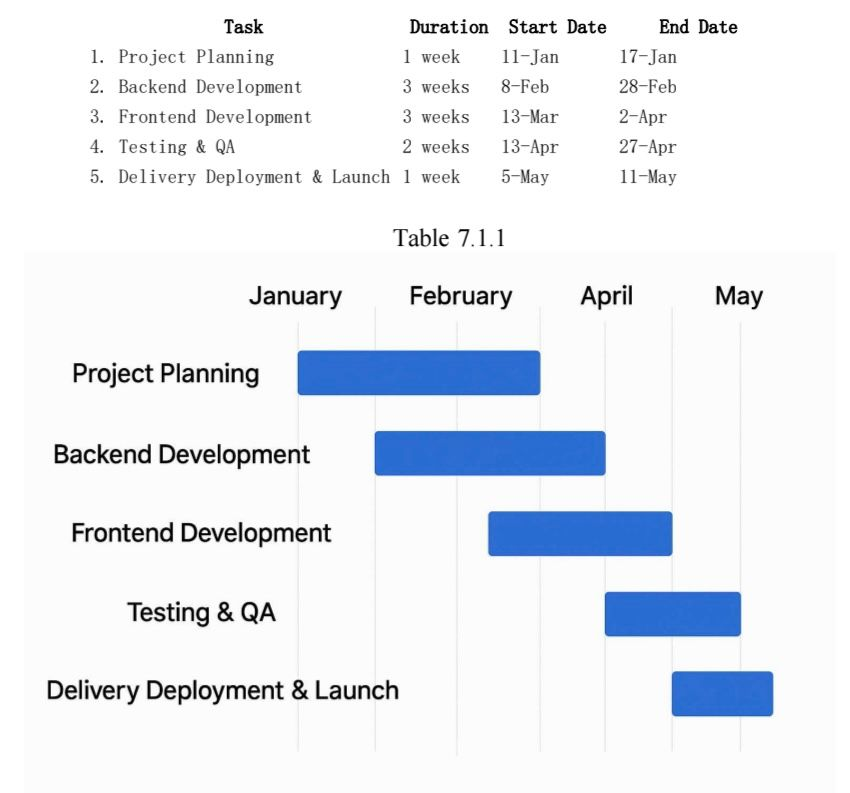 Task Duration Start Date End Date
1. Project Planning 1 week 11-Jan 17-Jan
2. Backend Development 3 weeks 8-Feb 28-Feb
3. Frontend Development 3 weeks 13-Mar 2-Apr
4. Testing & QA 2 weeks 13-Apr 27-Apr
5. Delivery Deployment & Launch 1 week 5-May 11-May
Table 7.1.1
January February April May
Project Planning
Backend Development
Frontend Development
Testing & QA
Delivery Deployment & Launch